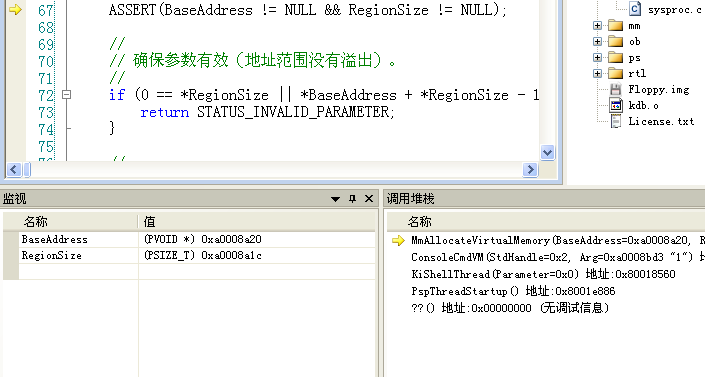 67 ASSERT(BaseAddress != NULL && RegionSize != NULL);
68
69 //
70 // 确保参数有效（地址范围没有溢出）。
71 //
72 if (0 == *RegionSize || *BaseAddress + *RegionSize - 1
73 return STATUS_INVALID_PARAMETER;
74 }
75
sysproc.c
mm
ob
ps
rtl
Floppy.img
kdb.o
License.txt
监视
名称 值
BaseAddress (PVOID *) 0xa0008a20
RegionSize (PSIZE_T) 0xa0008a1c
调用堆栈
名称
MmAllocateVirtualMemory(BaseAddress=0xa0008a20, R
ConsoleCmdVM(StdHandle=0x2, Arg=0xa0008bd3 "1") 地
KiShellThread(Parameter=0x0) 地址:0x80018560
PspThreadStartup() 地址:0x8001e886
??() 地址:0x00000000 (无调试信息)